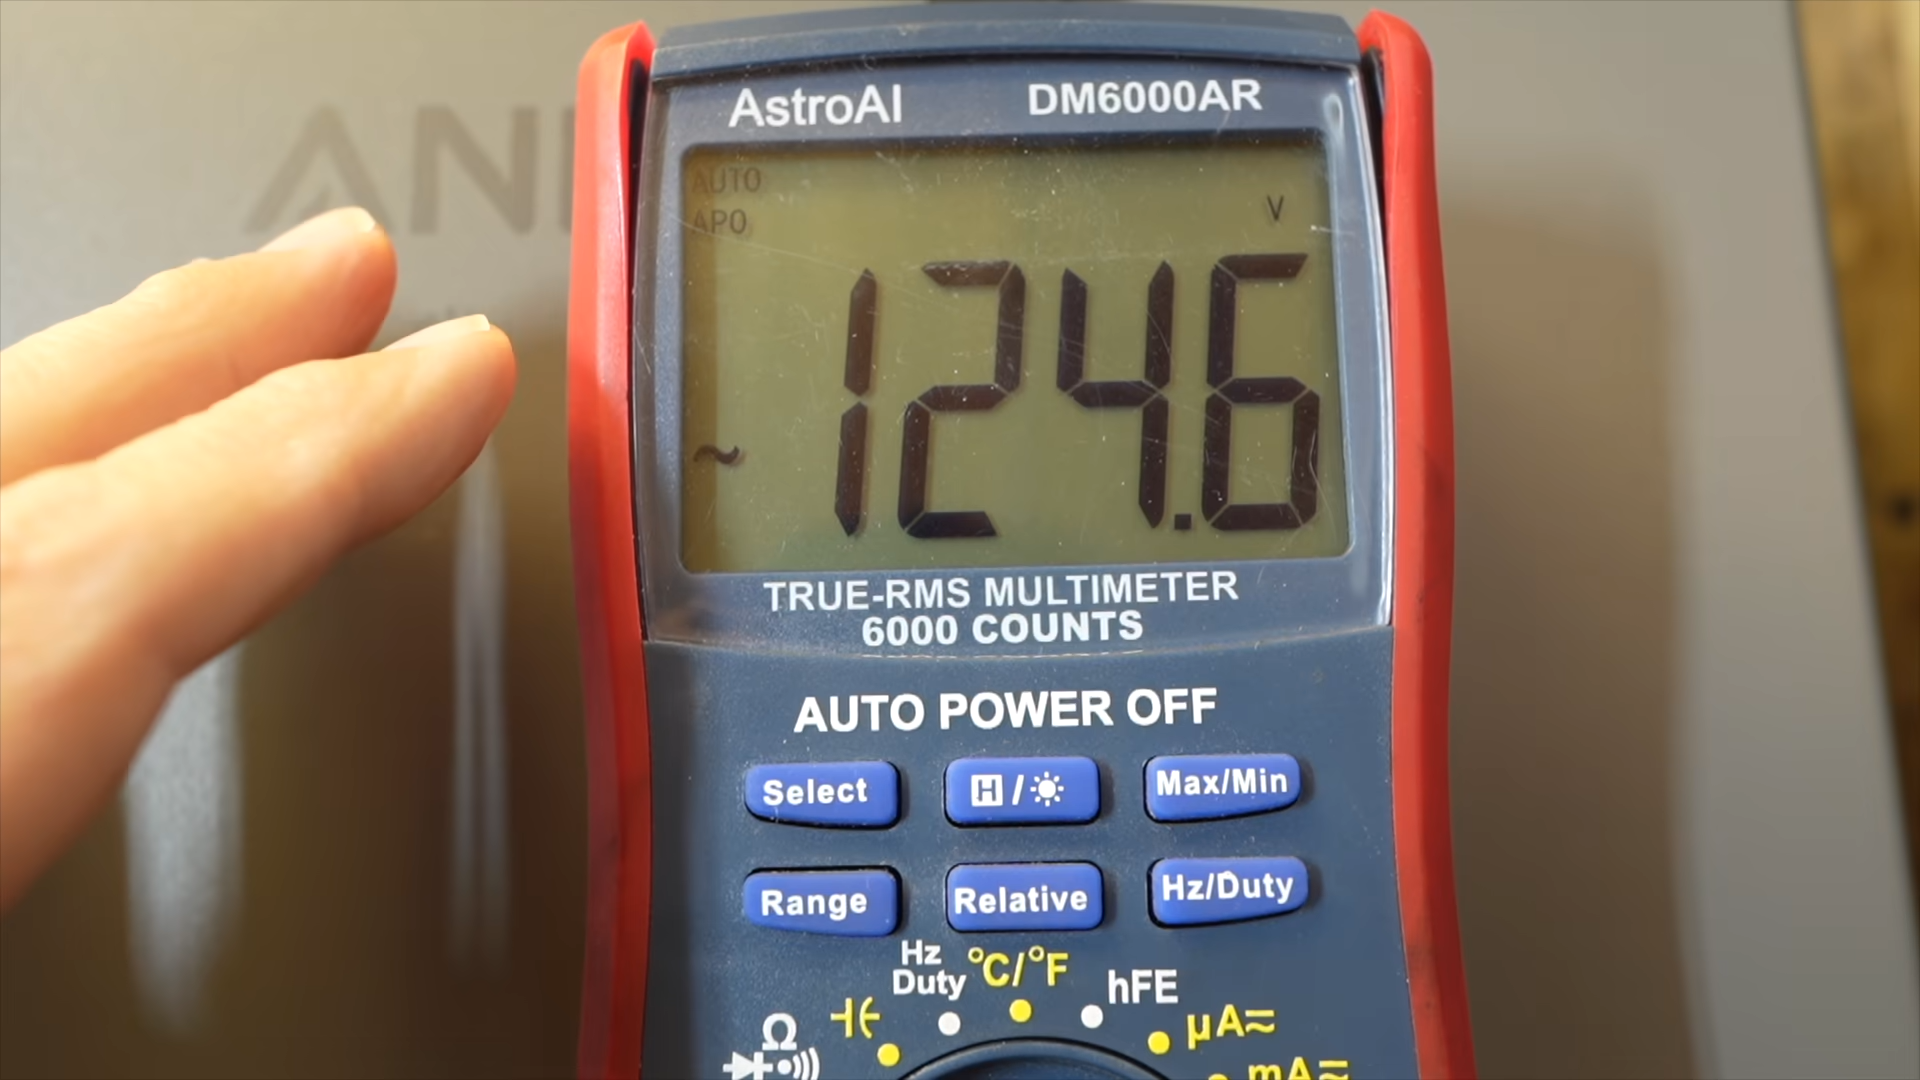 AstroAI DM6000AR
AUTO
APO
V
~
124.6
TRUE-RMS MULTIMETER
6000 COUNTS
AUTO POWER OFF
Select H/☀ Max/Min
Range Relative Hz/Duty
Hz
Duty
°C/°F
hFE
µA≂
Ω
mA≂